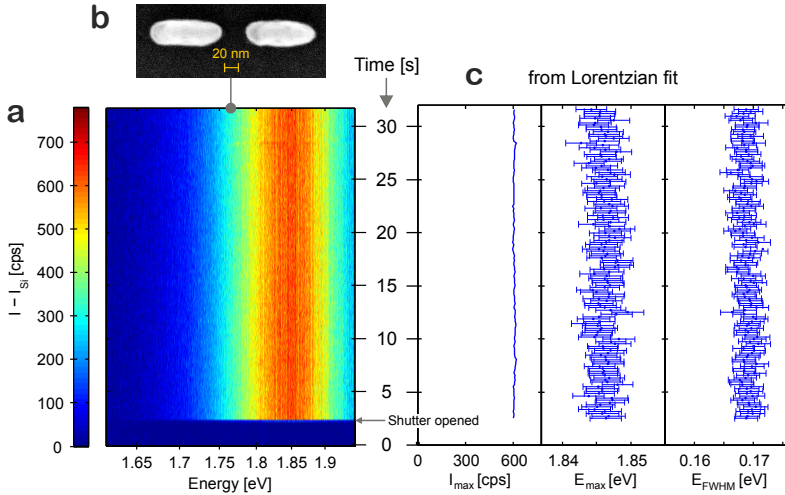 b
20 nm
Time [s]
c
from Lorentzian fit
a
I − I_Si [cps]
700
600
500
400
300
200
100
0
30
25
20
15
10
5
0
Shutter opened
1.65
1.7
1.75
1.8
1.85
1.9
Energy [eV]
0
300
600
I_max [cps]
1.84
1.85
E_max [eV]
0.16
0.17
E_FWHM [eV]